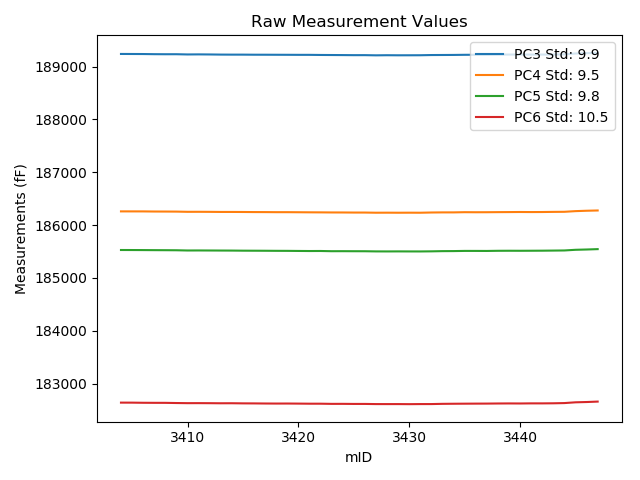 Raw Measurement Values
PC3 Std: 9.9
PC4 Std: 9.5
PC5 Std: 9.8
PC6 Std: 10.5
Measurements (fF)
189000
188000
187000
186000
185000
184000
183000
3410
3420
3430
3440
mID